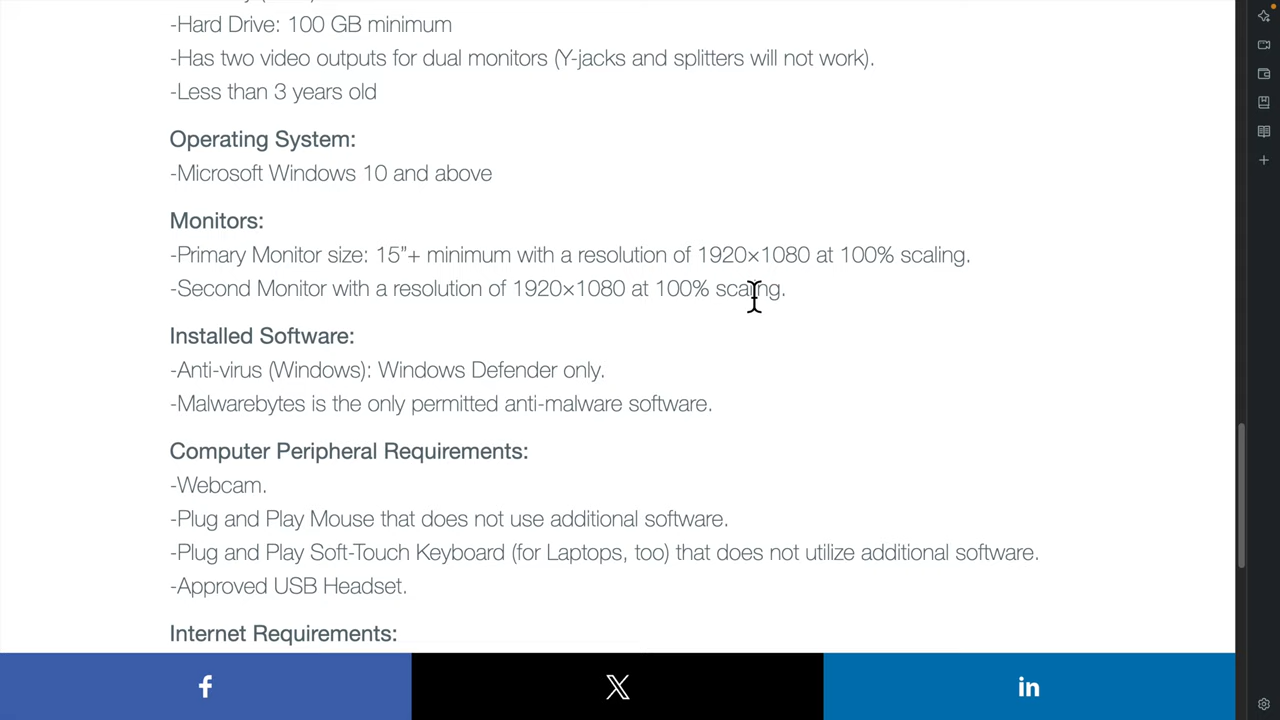 -Hard Drive: 100 GB minimum
-Has two video outputs for dual monitors (Y-jacks and splitters will not work).
-Less than 3 years old
Operating System:
-Microsoft Windows 10 and above
Monitors:
-Primary Monitor size: 15”+ minimum with a resolution of 1920×1080 at 100% scaling.
-Second Monitor with a resolution of 1920×1080 at 100% scaling.
Installed Software:
-Anti-virus (Windows): Windows Defender only.
-Malwarebytes is the only permitted anti-malware software.
Computer Peripheral Requirements:
-Webcam.
-Plug and Play Mouse that does not use additional software.
-Plug and Play Soft-Touch Keyboard (for Laptops, too) that does not utilize additional software.
-Approved USB Headset.
Internet Requirements: